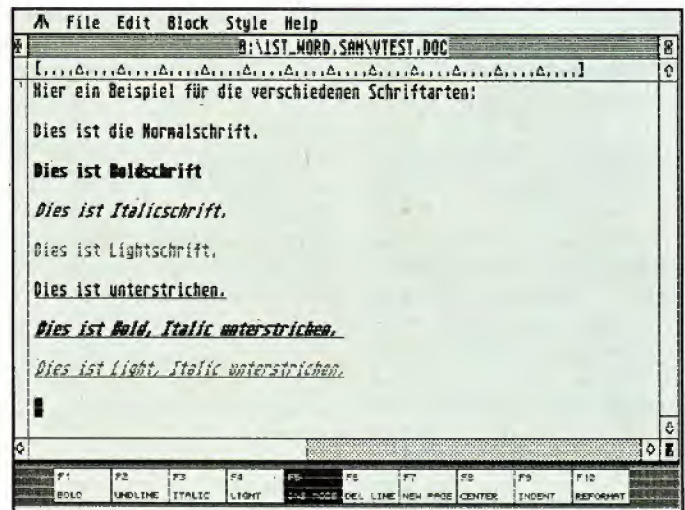 File Edit Block Style Help
B:\1ST_WORD.SAM\VTEST.DOC
Hier ein Beispiel für die verschiedenen Schriftarten:
Dies ist die Normalschrift.
Dies ist Boldschrift
Dies ist Italicschrift.
Dies ist Lightschrift.
Dies ist unterstrichen.
Dies ist Bold, Italic unterstrichen.
Dies ist Light, Italic unterstrichen.
F1 F2 F3 F4 F5 F6 F7 F8 F9 F10
BOLD UNDLINE ITALIC LIGHT INS MODE DEL LINE NEW PAGE CENTER INDENT REFORMAT